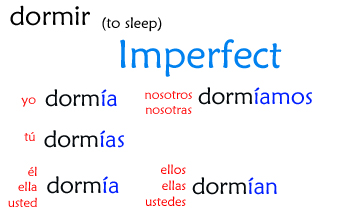 dormir (to sleep)
Imperfect
yo dormía
nosotros
nosotras
dormíamos
tú dormías
él
ella
usted
dormía
ellos
ellas
ustedes
dormían